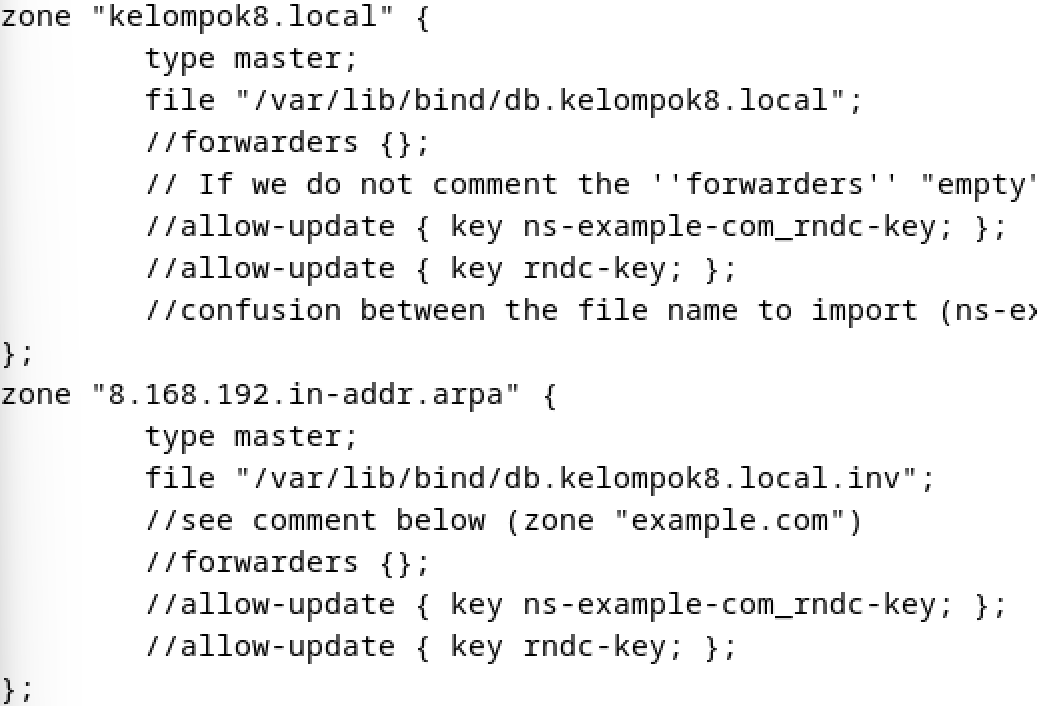 zone "kelompok8.local" {
type master;
file "/var/lib/bind/db.kelompok8.local";
//forwarders {};
// If we do not comment the ''forwarders'' "empty"
//allow-update { key ns-example-com_rndc-key; };
//allow-update { key rndc-key; };
//confusion between the file name to import (ns-ex
};
zone "8.168.192.in-addr.arpa" {
type master;
file "/var/lib/bind/db.kelompok8.local.inv";
//see comment below (zone "example.com")
//forwarders {};
//allow-update { key ns-example-com_rndc-key; };
//allow-update { key rndc-key; };
};